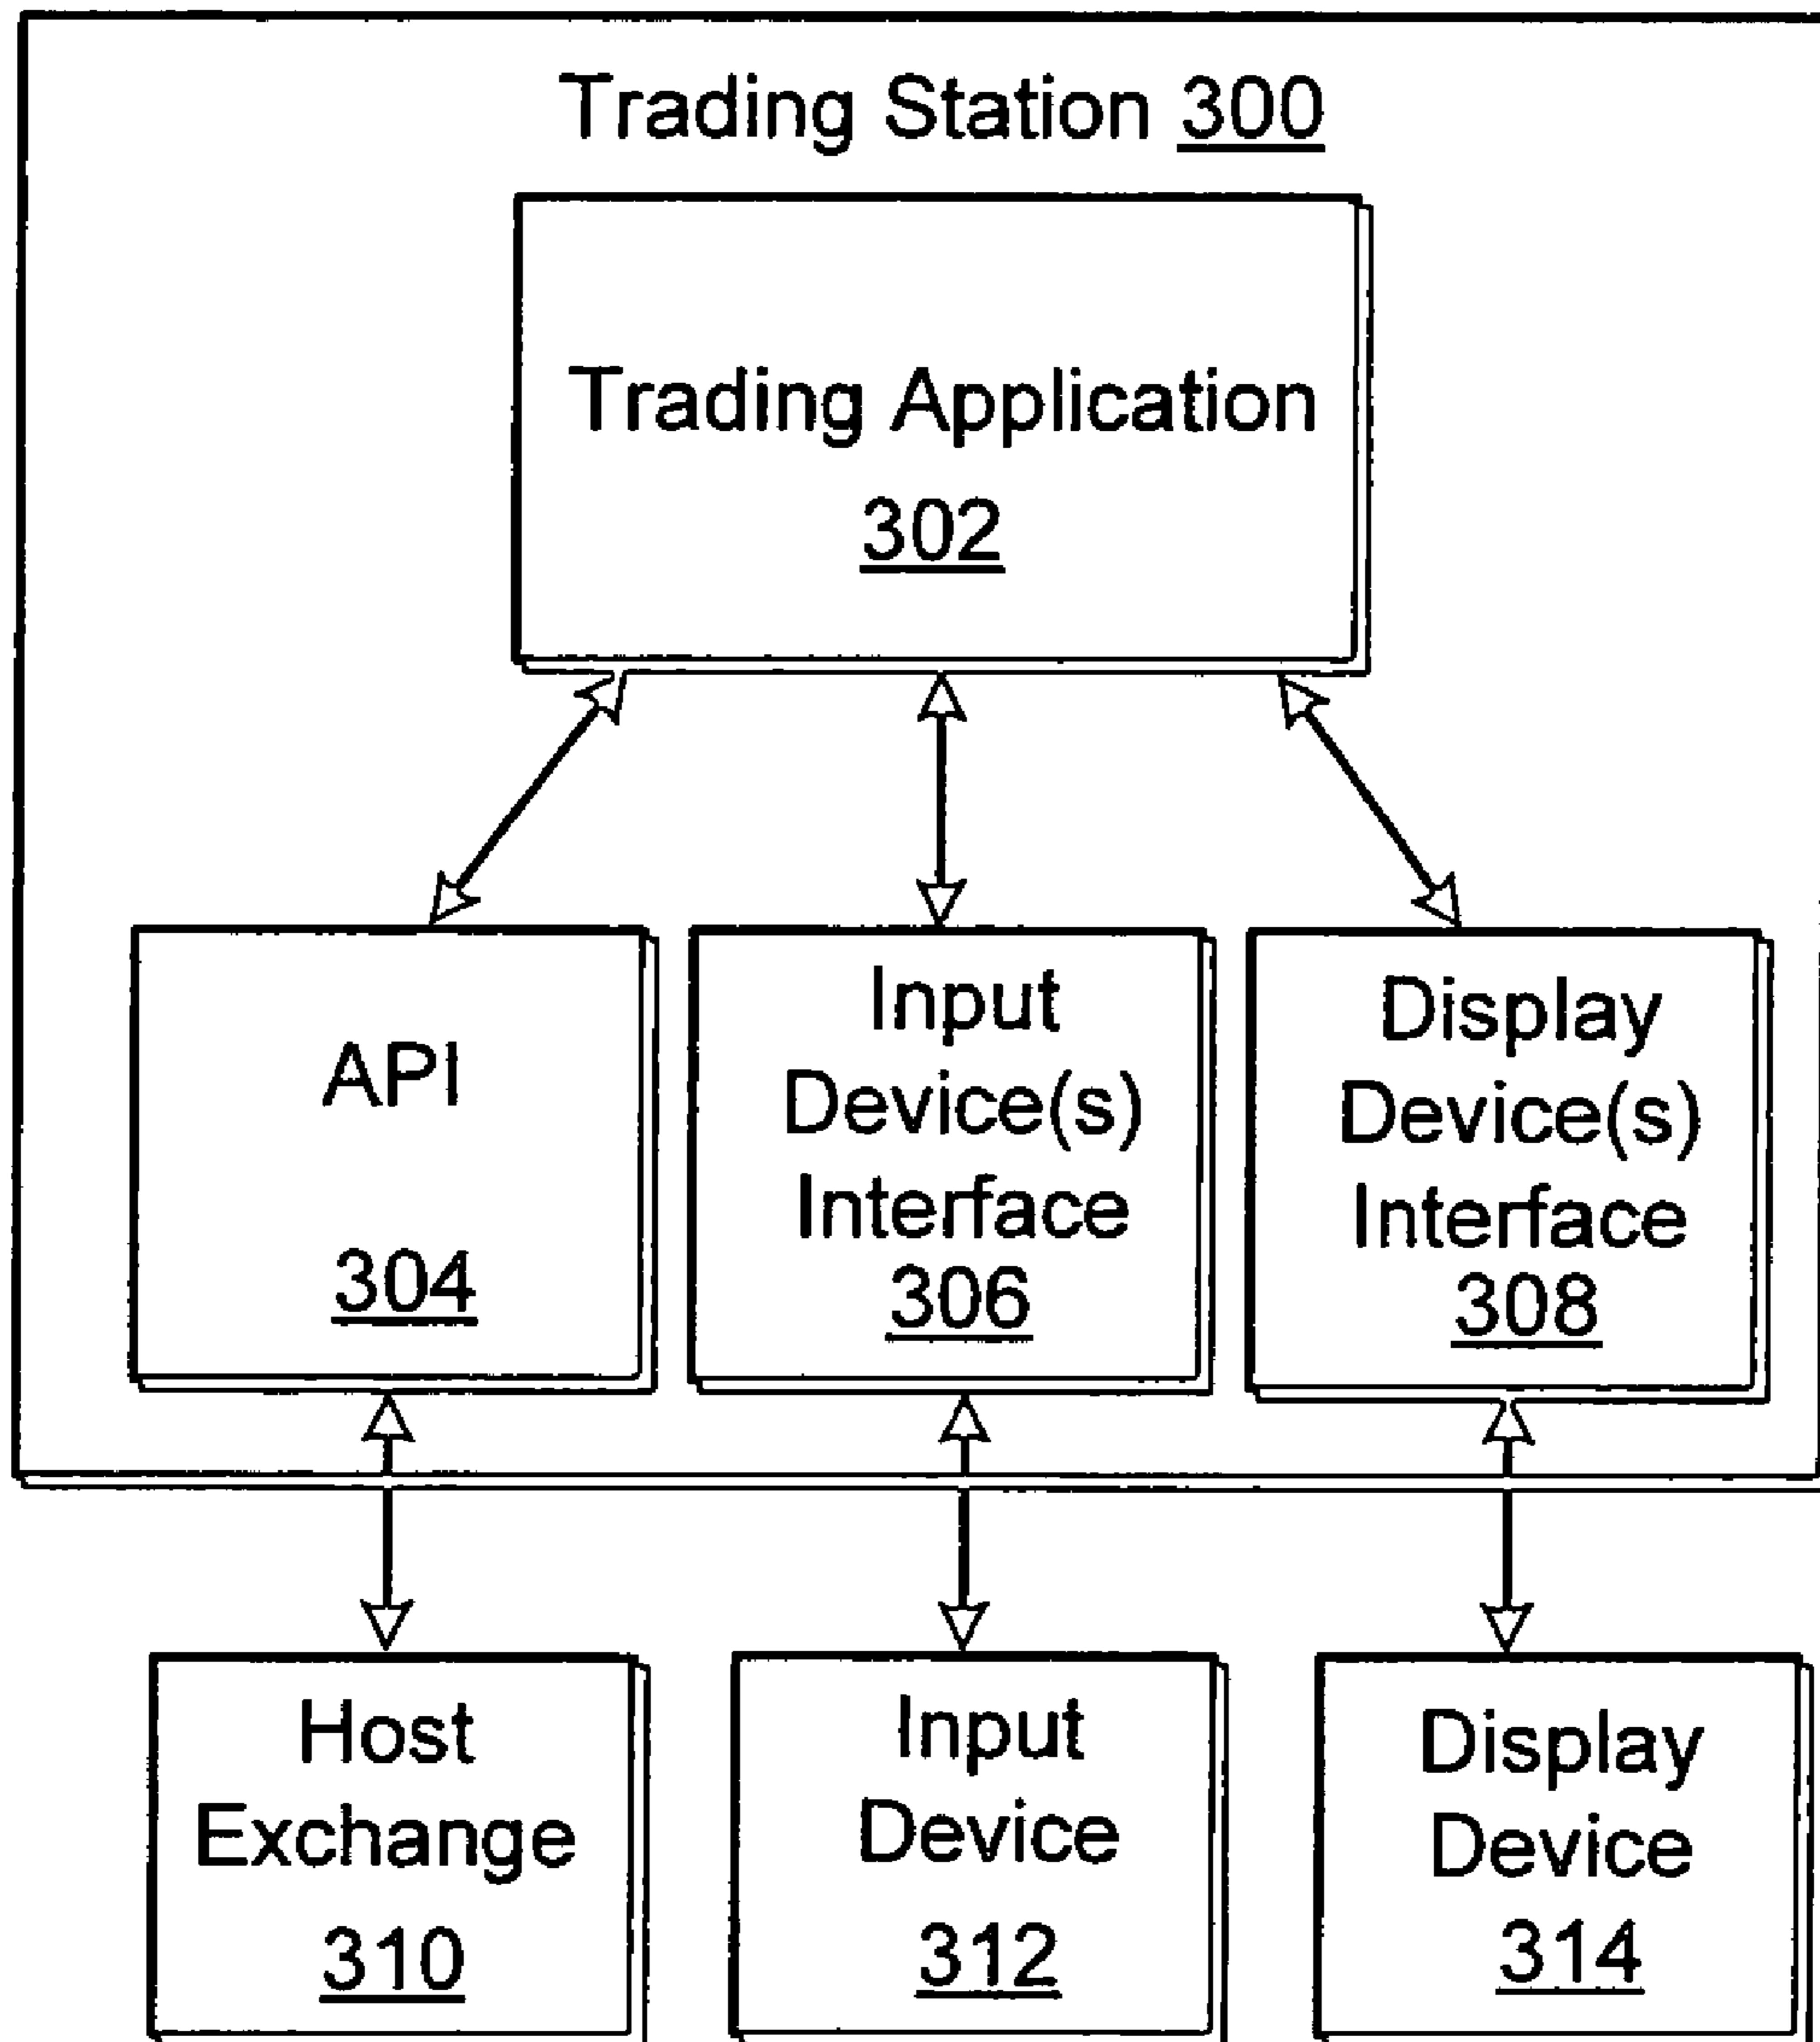 Trading Station 300
Trading Application
302
API
304
Input
Device(s)
Interface
306
Display
Device(s)
Interface
308
Host
Exchange
310
Input
Device
312
Display
Device
314